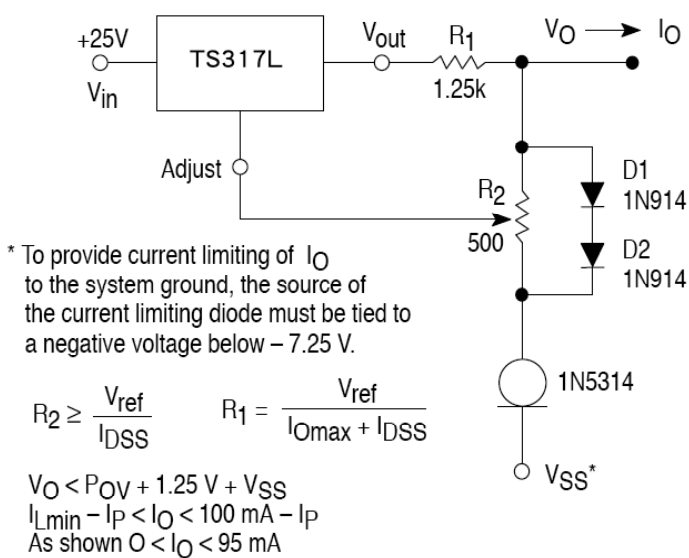 +25V
Vin
TS317L
Vout
R1
1.25k
VO → IO
Adjust
R2
500
D1
1N914
D2
1N914
* To provide current limiting of IO
to the system ground, the source of
the current limiting diode must be tied to
a negative voltage below – 7.25 V.
1N5314
VSS*
R2 ≥ Vref / IDSS
R1 = Vref / IOmax + IDSS
VO < POV + 1.25 V + VSS
ILmin – IP < IO < 100 mA – IP
As shown O < IO < 95 mA